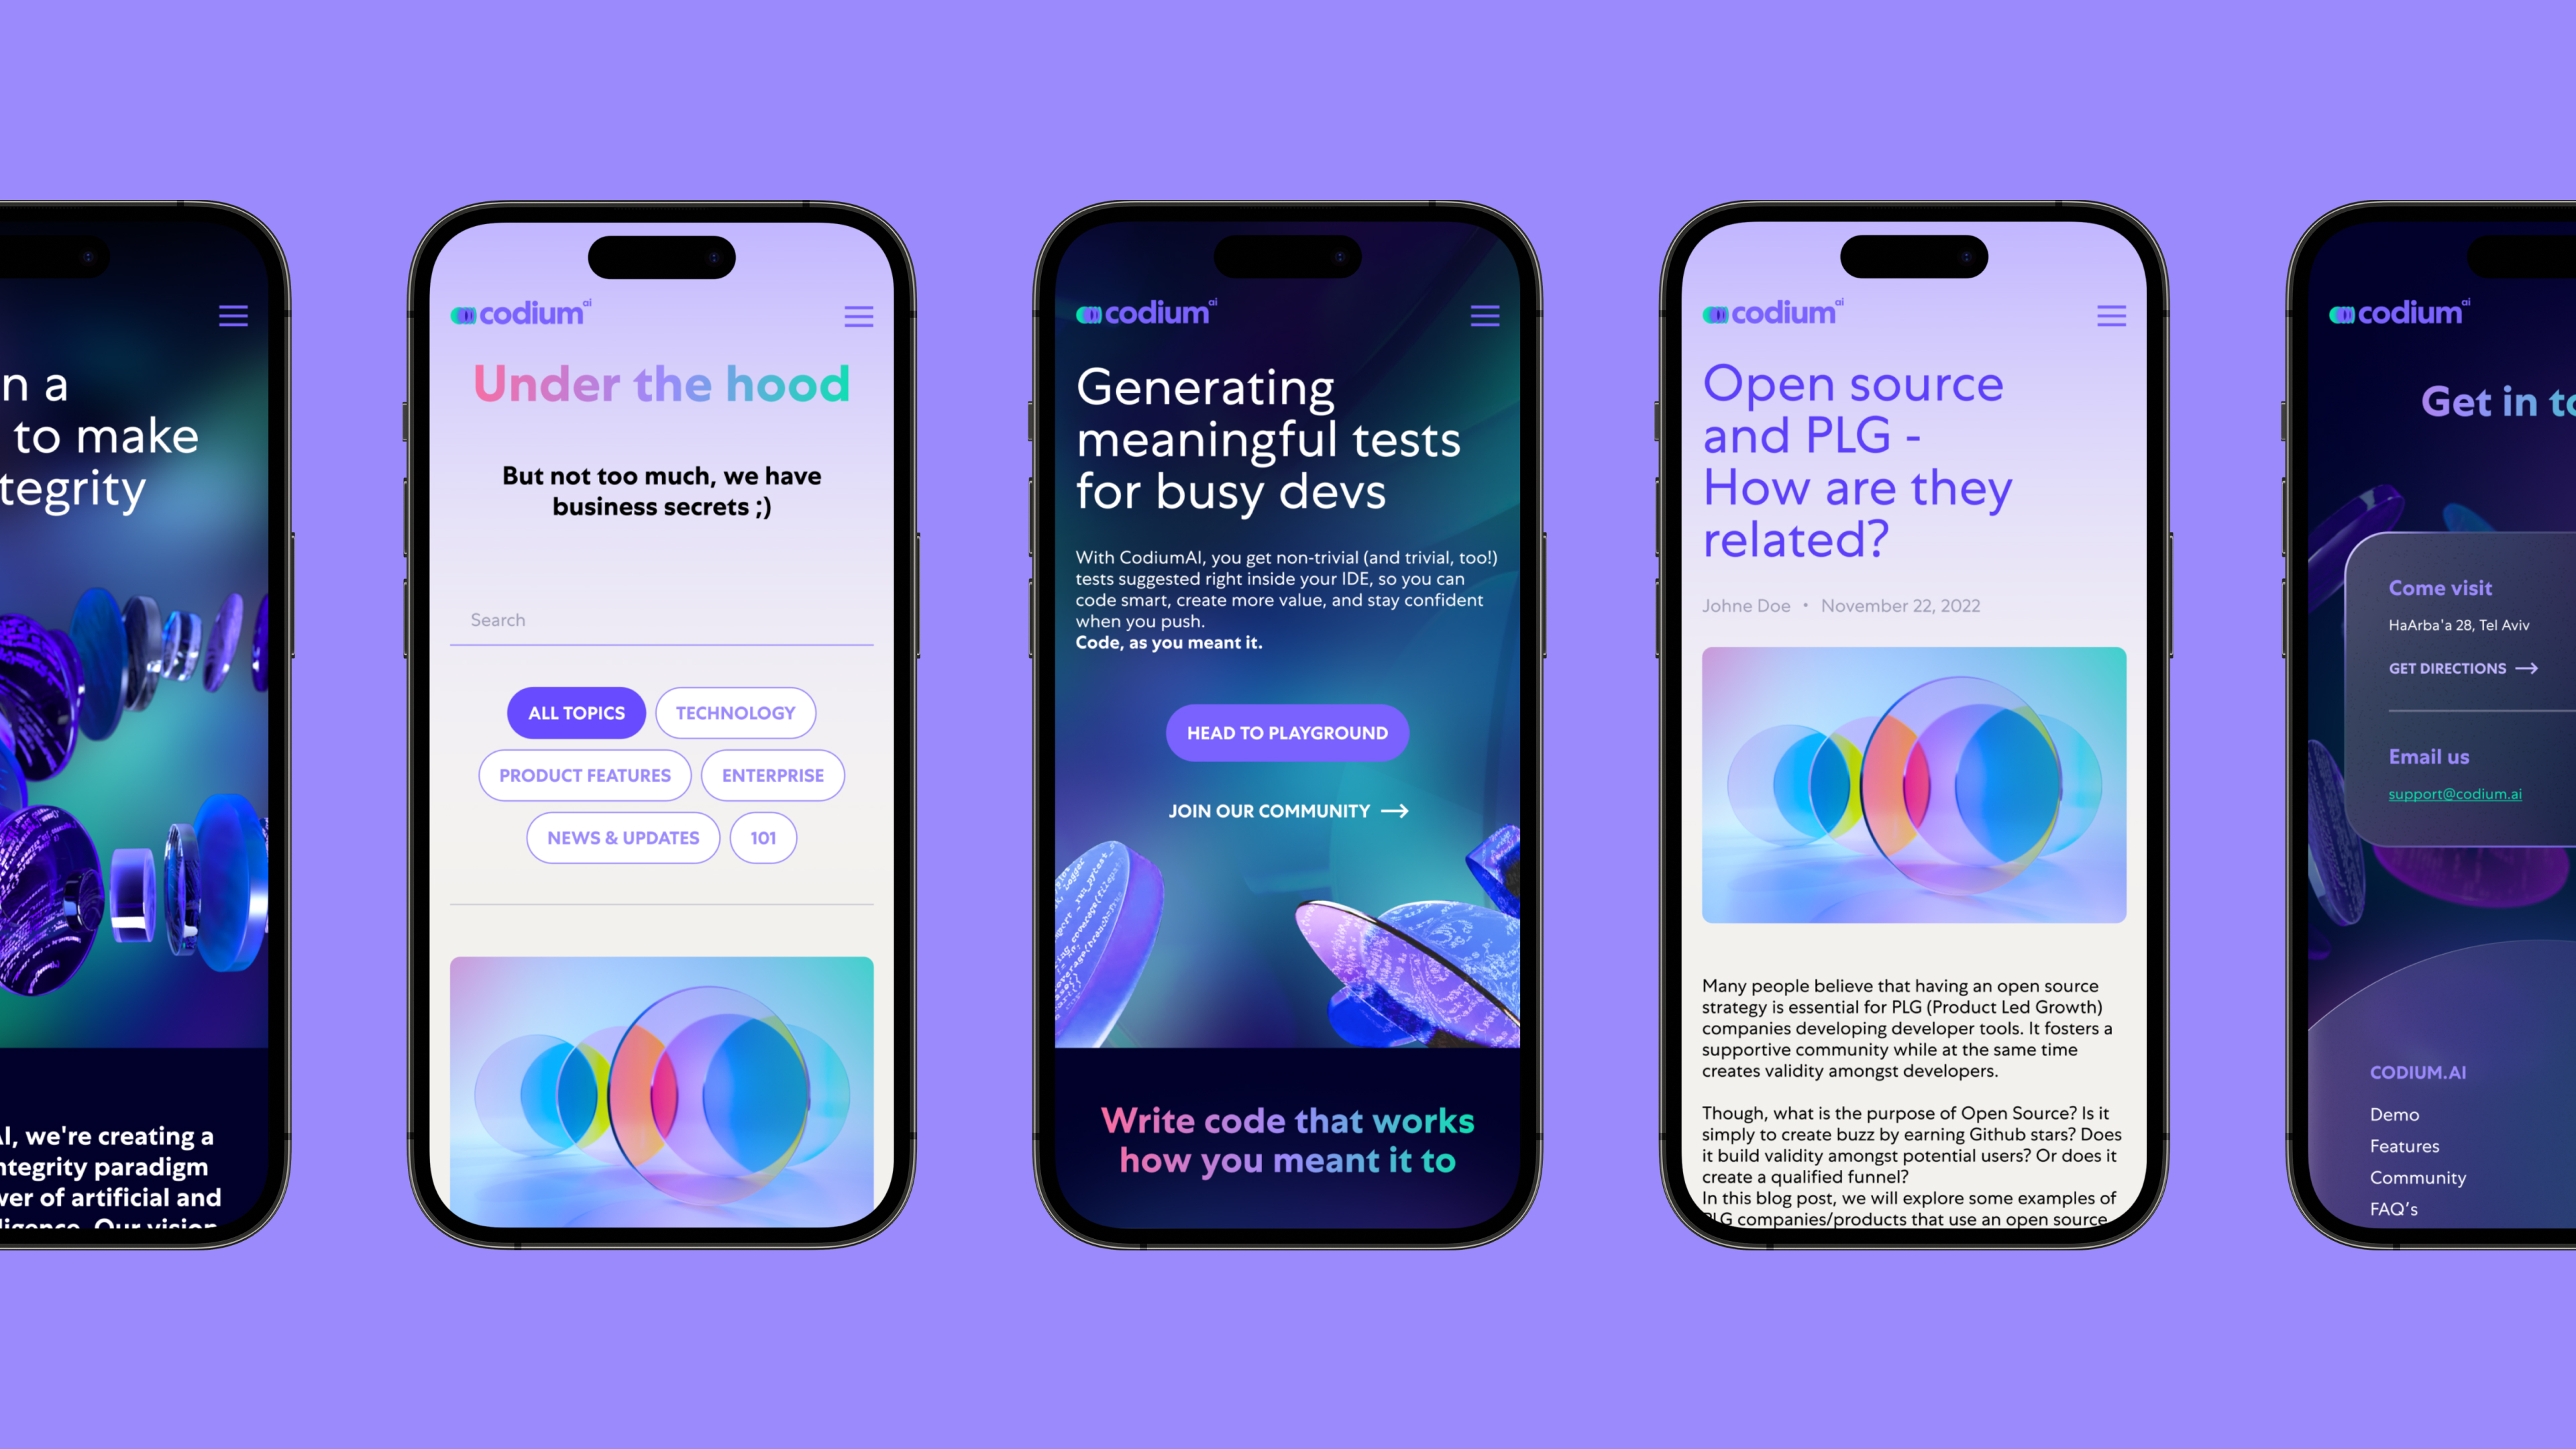 n a
to make
tegrity
AI, we're creating a
ntegrity paradigm
wer of artificial and
ligence. Our vision
codium ai
Under the hood
But not too much, we have
business secrets ;)
Search
ALL TOPICS
TECHNOLOGY
PRODUCT FEATURES
ENTERPRISE
NEWS & UPDATES
101
codium ai
Generating
meaningful tests
for busy devs
With CodiumAI, you get non-trivial (and trivial, too!)
tests suggested right inside your IDE, so you can
code smart, create more value, and stay confident
when you push.
Code, as you meant it.
HEAD TO PLAYGROUND
JOIN OUR COMMUNITY
Write code that works
how you meant it to
codium ai
Open source
and PLG -
How are they
related?
Johne Doe • November 22, 2022
Many people believe that having an open source
strategy is essential for PLG (Product Led Growth)
companies developing developer tools. It fosters a
supportive community while at the same time
creates validity amongst developers.
Though, what is the purpose of Open Source? Is it
simply to create buzz by earning Github stars? Does
it build validity amongst potential users? Or does it
create a qualified funnel?
In this blog post, we will explore some examples of
PLG companies/products that use an open source
codium ai
Get in to
Come visit
HaArba'a 28, Tel Aviv
GET DIRECTIONS
Email us
support@codium.ai
CODIUM.AI
Demo
Features
Community
FAQ's